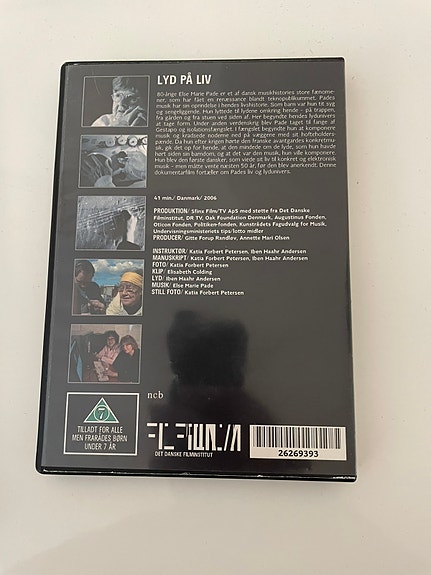 LYD PÅ LIV
80-årige Else Marie Pade er et af dansk musikhistories store fænome-
ner, som har fået en renæssance blandt teknopublikummet. Pades
musik har sin oprindelse i hendes livshistorie. Som barn var hun tit syg
og sengeliggende. Hun lyttede til lydene omkring hende – på trappen,
fra gården og fra stuen ved siden af. Her begyndte hendes lydunivers
at tage form. Under anden verdenskrig blev Pade taget til fange af
Gestapo og isolationsfængslet. I fængslet begyndte hun at komponere
musik og kradsede noderne ned på væggene med sit hofteholders-
pænde. Da hun efter krigen hørte den franske avantgardes konkretmu-
sik, gik det op for hende, at den mindede om de lyde, som hun havde
hørt siden sin barndom, og at det var den musik, hun ville komponere.
Hun blev den første dansker, som viede sit liv til konkret og elektronisk
musik – men måtte vente næsten 50 år, før den blev anerkendt. Denne
dokumentarfilm fortæller om Pades liv og lydunivers.
41 min./ Danmark/ 2006
PRODUKTION/ Sfinx Film/TV ApS med støtte fra Det Danske
Filminstitut, DR TV, Oak Foundation Danmark, Augustinus Fonden,
Oticon Fonden, Politiken-fonden, Kunstrådets Fagudvalg for Musik,
Undervisningsministeriets tips/lotto midler
PRODUCER/ Gitte Forup Randløv, Annette Mari Olsen
INSTRUKTØR/ Katia Forbert Petersen, Iben Haahr Andersen
MANUSKRIPT/ Katia Forbert Petersen, Iben Haahr Andersen
FOTO/ Katia Forbert Petersen
KLIP/ Elisabeth Colding
LYD/ Iben Haahr Andersen
MUSIK/ Else Marie Pade
STILL FOTO/ Katia Forbert Petersen
ncb
7
TILLADT FOR ALLE
MEN FRARÅDES BØRN
UNDER 7 ÅR
DET DANSKE FILMINSTITUT
26269393